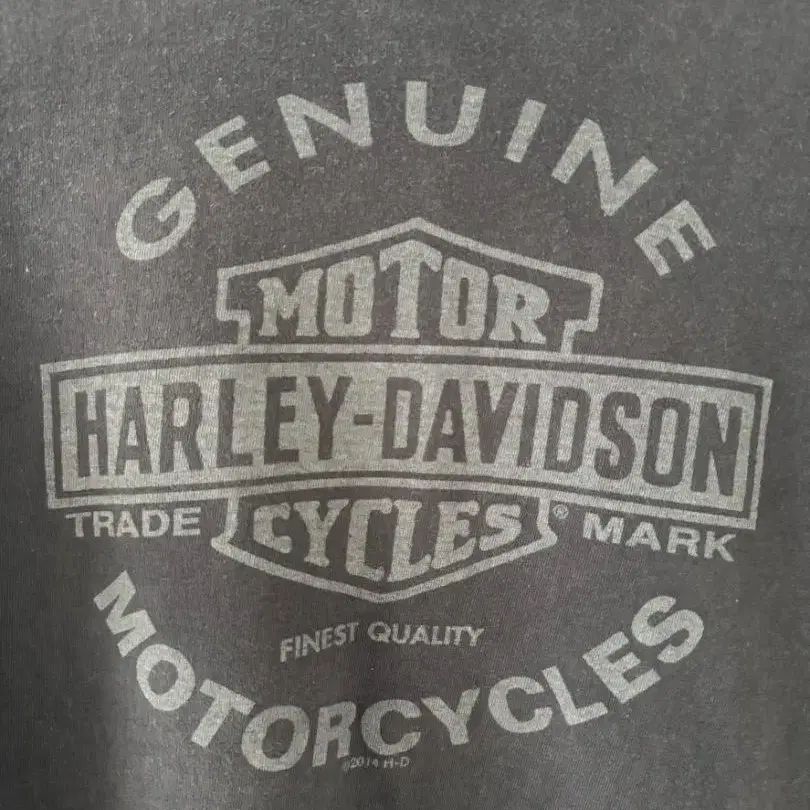 GENUINE
MOTOR
HARLEY-DAVIDSON
CYCLES ®
TRADE MARK
FINEST QUALITY
MOTORCYCLES
©2014 H-D